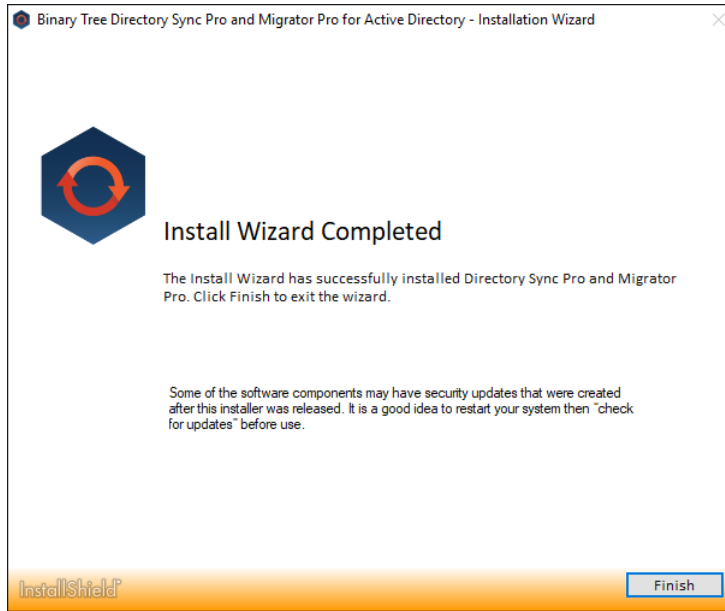 Binary Tree Directory Sync Pro and Migrator Pro for Active Directory - Installation Wizard
Install Wizard Completed
The Install Wizard has successfully installed Directory Sync Pro and Migrator
Pro. Click Finish to exit the wizard.
Some of the software components may have security updates that were created
after this installer was released. It is a good idea to restart your system then "check
for updates" before use.
InstallShield™
Finish